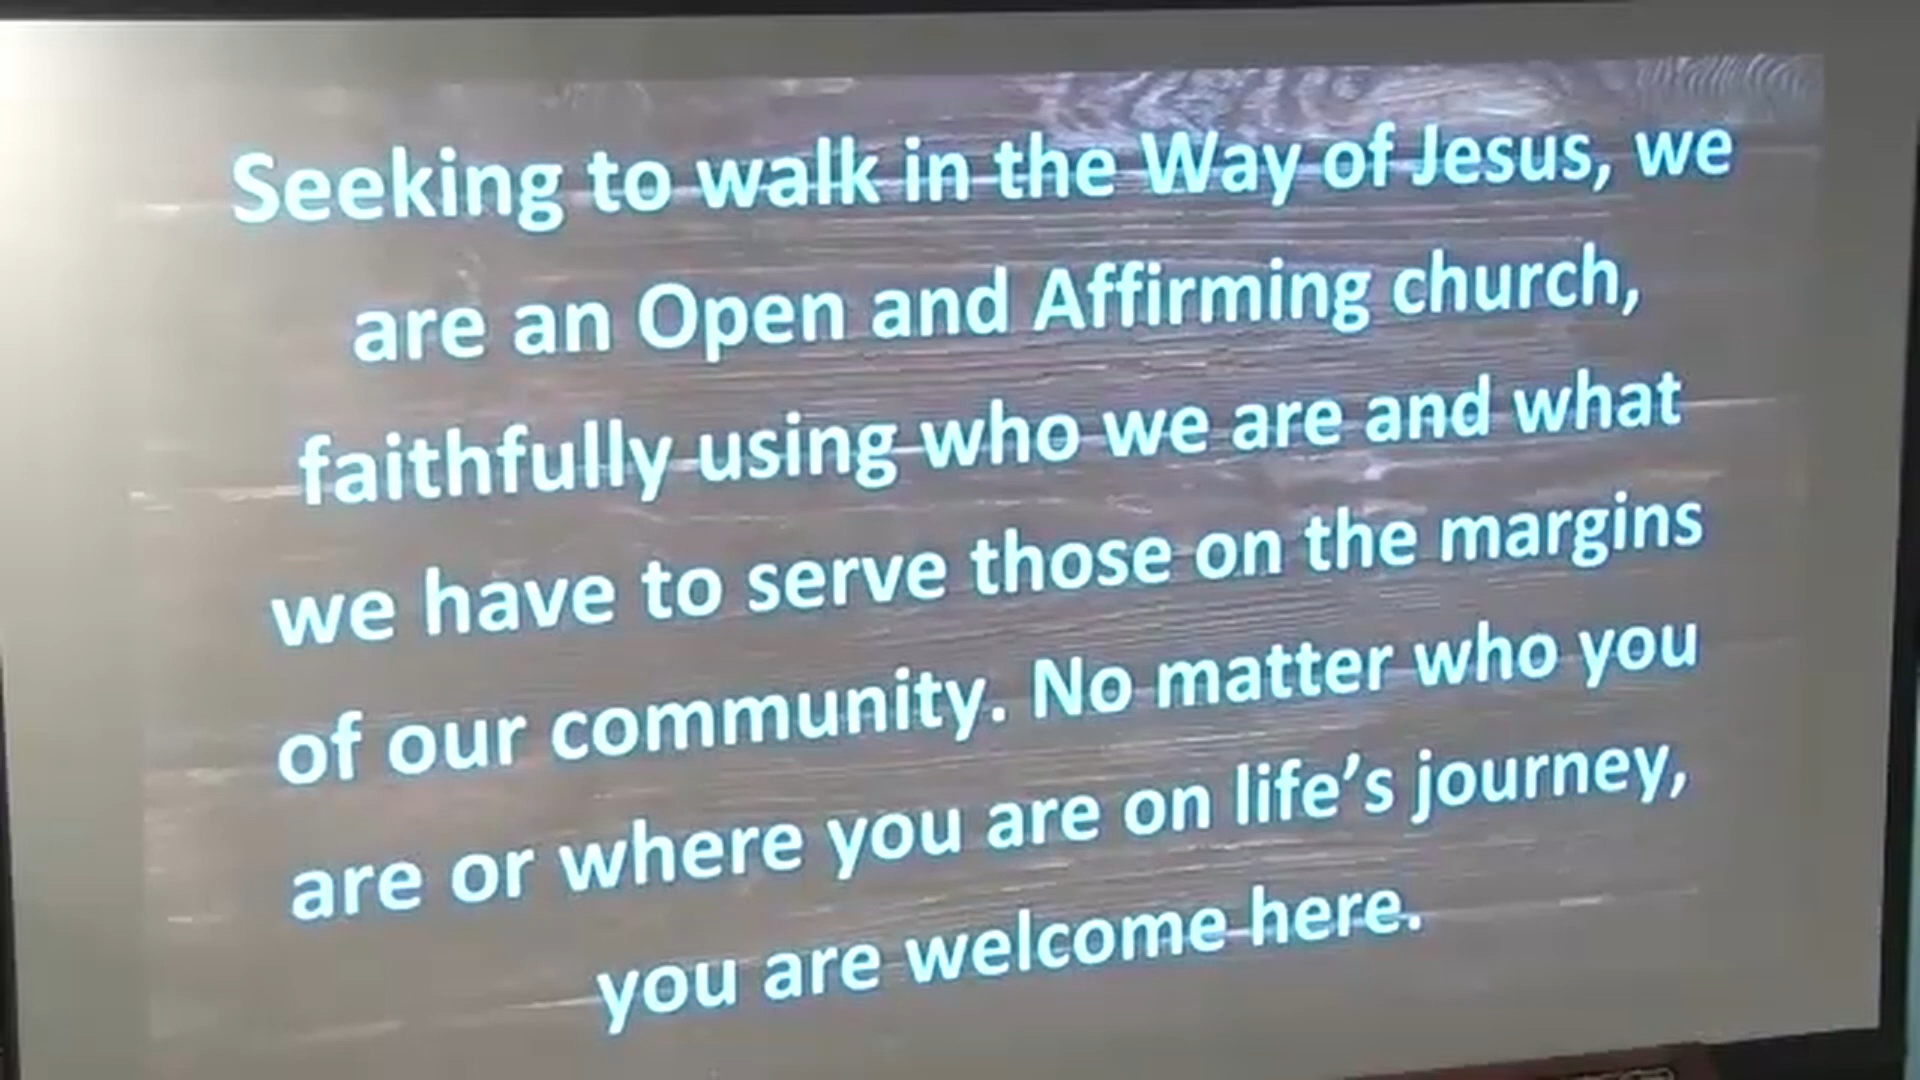 Seeking to walk in the Way of Jesus, we
are an Open and Affirming church,
faithfully using who we are and what
we have to serve those on the margins
of our community. No matter who you
are or where you are on life’s journey,
you are welcome here.